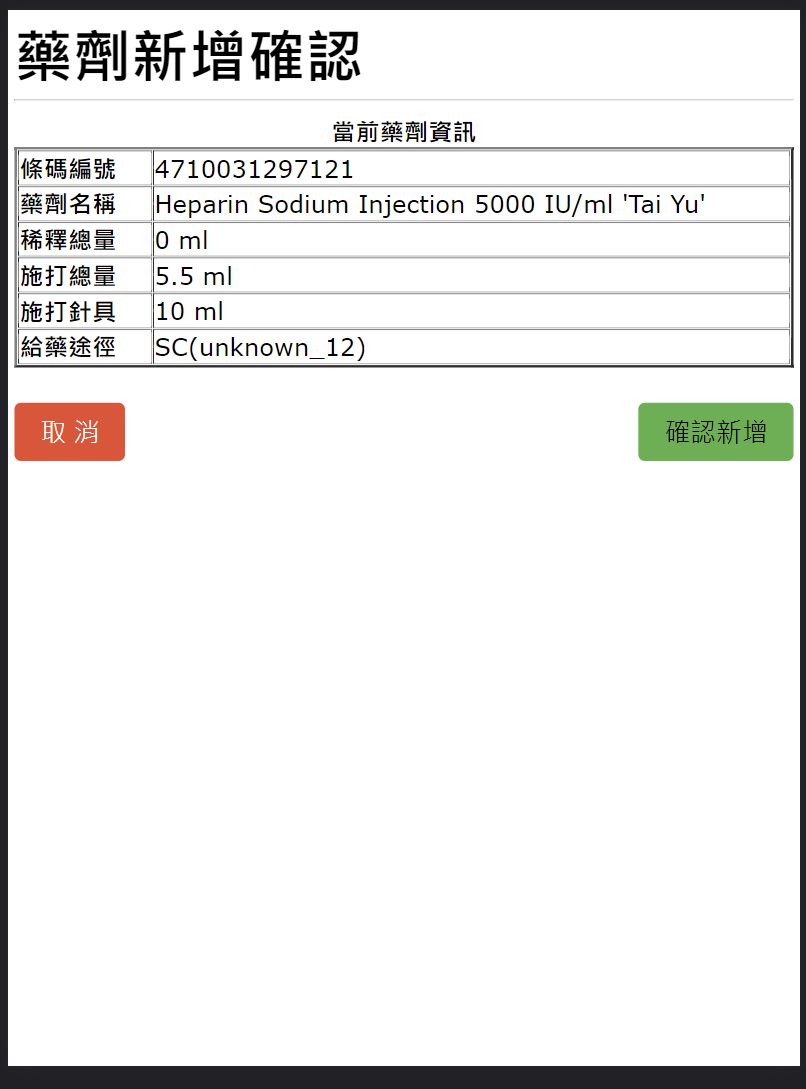 藥劑新增確認
當前藥劑資訊
條碼編號 4710031297121
藥劑名稱 Heparin Sodium Injection 5000 IU/ml 'Tai Yu'
稀釋總量 0 ml
施打總量 5.5 ml
施打針具 10 ml
給藥途徑 SC(unknown_12)
取 消 確認新增